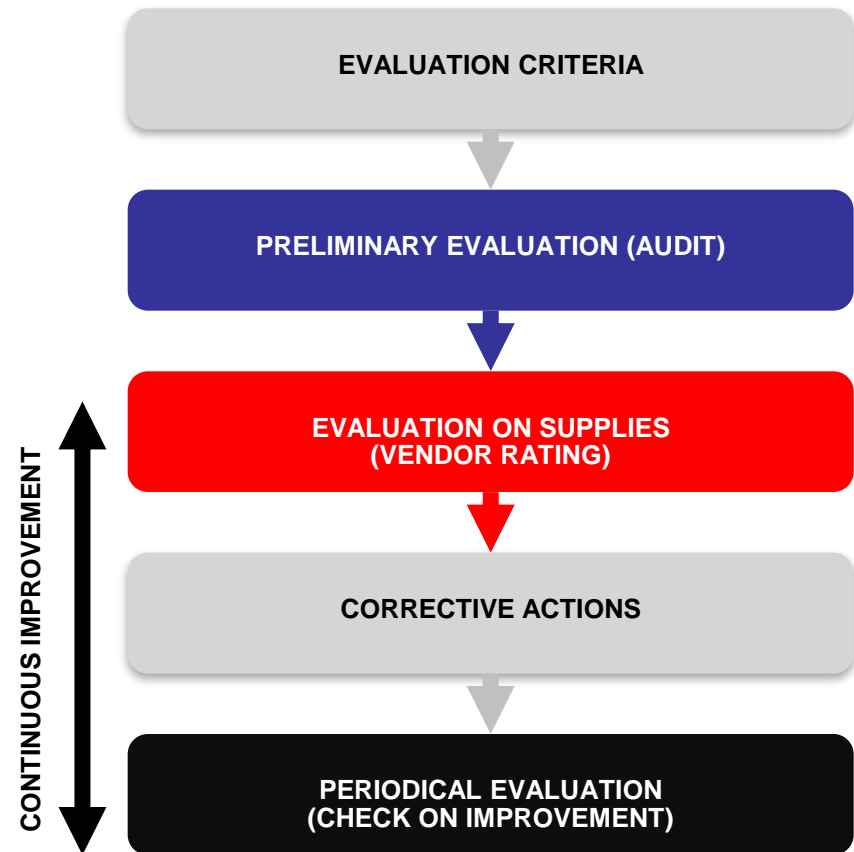 EVALUATION CRITERIA
PRELIMINARY EVALUATION (AUDIT)
EVALUATION ON SUPPLIES
(VENDOR RATING)
CORRECTIVE ACTIONS
PERIODICAL EVALUATION
(CHECK ON IMPROVEMENT)
CONTINUOUS IMPROVEMENT